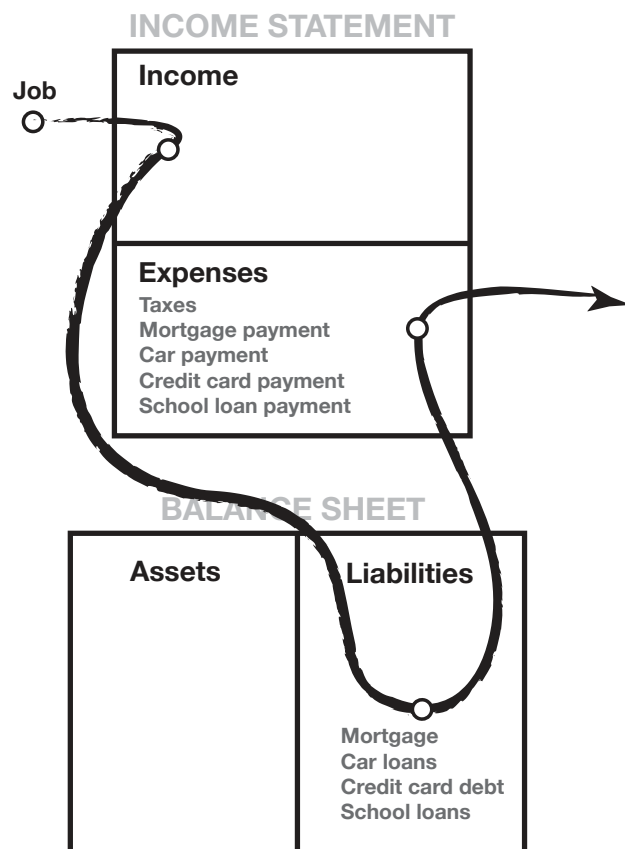 INCOME STATEMENT
Job
Income
Expenses
Taxes
Mortgage payment
Car payment
Credit card payment
School loan payment
BALANCE SHEET
Assets
Liabilities
Mortgage
Car loans
Credit card debt
School loans